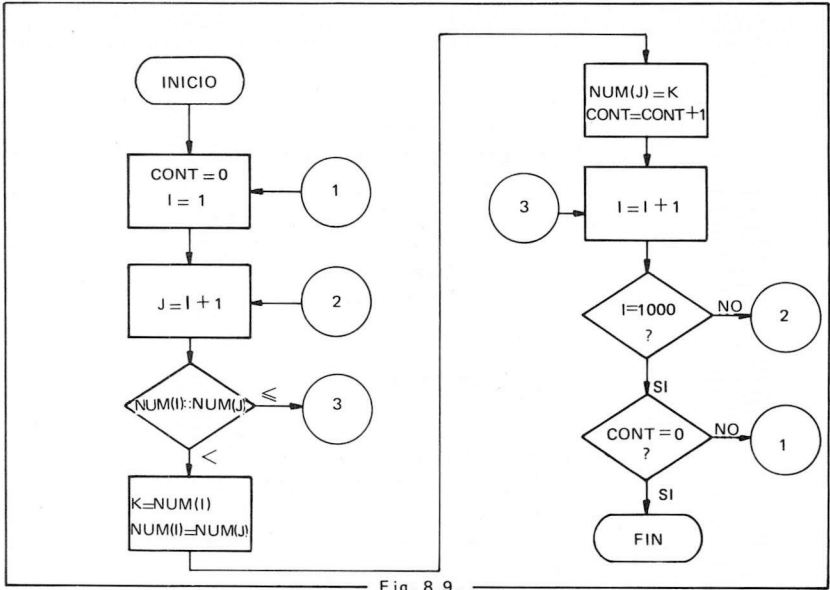 INICIO
CONT = 0
I = 1
1
J = I + 1
2
NUM(I)::NUM(J)
≤
3
<
K=NUM(I)
NUM(I)=NUM(J)
NUM(J)=K
CONT=CONT+1
3
I = I + 1
I=1000
?
NO
2
SI
CONT = 0
?
NO
1
SI
FIN
Fig. 8.9